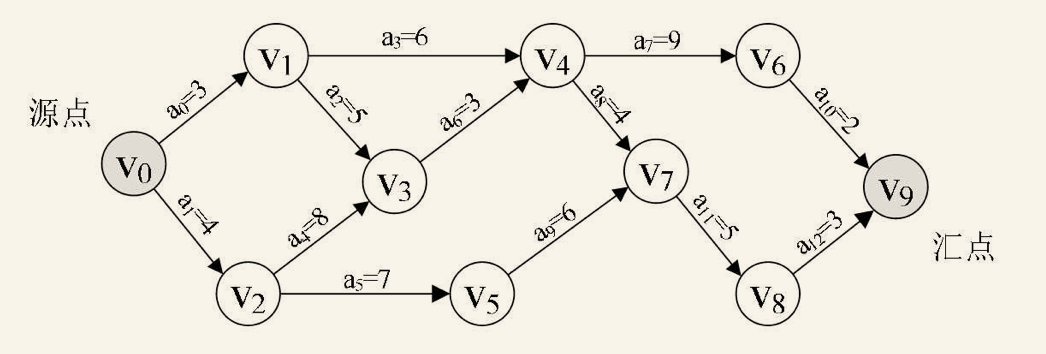 源点
V0
V1
V2
V3
V4
V5
V6
V7
V8
V9
汇点
a0=3
a1=4
a2=5
a3=6
a4=8
a5=7
a6=3
a7=9
a8=4
a9=6
a10=2
a11=5
a12=3